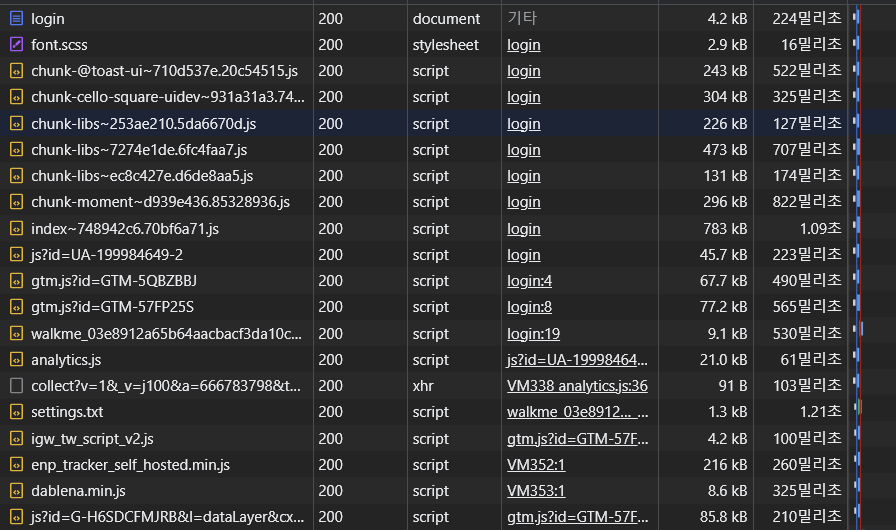 login 200 document 기타 4.2 kB 224밀리초
font.scss 200 stylesheet login 2.9 kB 16밀리초
chunk-@toast-ui~710d537e.20c54515.js 200 script login 243 kB 522밀리초
chunk-cello-square-uidev~931a31a3.74... 200 script login 304 kB 325밀리초
chunk-libs~253ae210.5da6670d.js 200 script login 226 kB 127밀리초
chunk-libs~7274e1de.6fc4faa7.js 200 script login 473 kB 707밀리초
chunk-libs~ec8c427e.d6de8aa5.js 200 script login 131 kB 174밀리초
chunk-moment~d939e436.85328936.js 200 script login 296 kB 822밀리초
index~748942c6.70bf6a71.js 200 script login 783 kB 1.09초
js?id=UA-199984649-2 200 script login 45.7 kB 223밀리초
gtm.js?id=GTM-5QBZBBJ 200 script login:4 67.7 kB 490밀리초
gtm.js?id=GTM-57FP25S 200 script login:8 77.2 kB 565밀리초
walkme_03e8912a65b64aacbacf3da10c... 200 script login:19 9.1 kB 530밀리초
analytics.js 200 script js?id=UA-19998464... 21.0 kB 61밀리초
collect?v=1&_v=j100&a=666783798&t... 200 xhr VM338 analytics.js:36 91 B 103밀리초
settings.txt 200 script walkme_03e8912... ... 1.3 kB 1.21초
igw_tw_script_v2.js 200 script gtm.js?id=GTM-57F... 4.2 kB 100밀리초
enp_tracker_self_hosted.min.js 200 script VM352:1 216 kB 260밀리초
dablena.min.js 200 script VM353:1 8.6 kB 325밀리초
js?id=G-H6SDCFMJRB&l=dataLayer&cx... 200 script gtm.js?id=GTM-57F... 85.8 kB 210밀리초